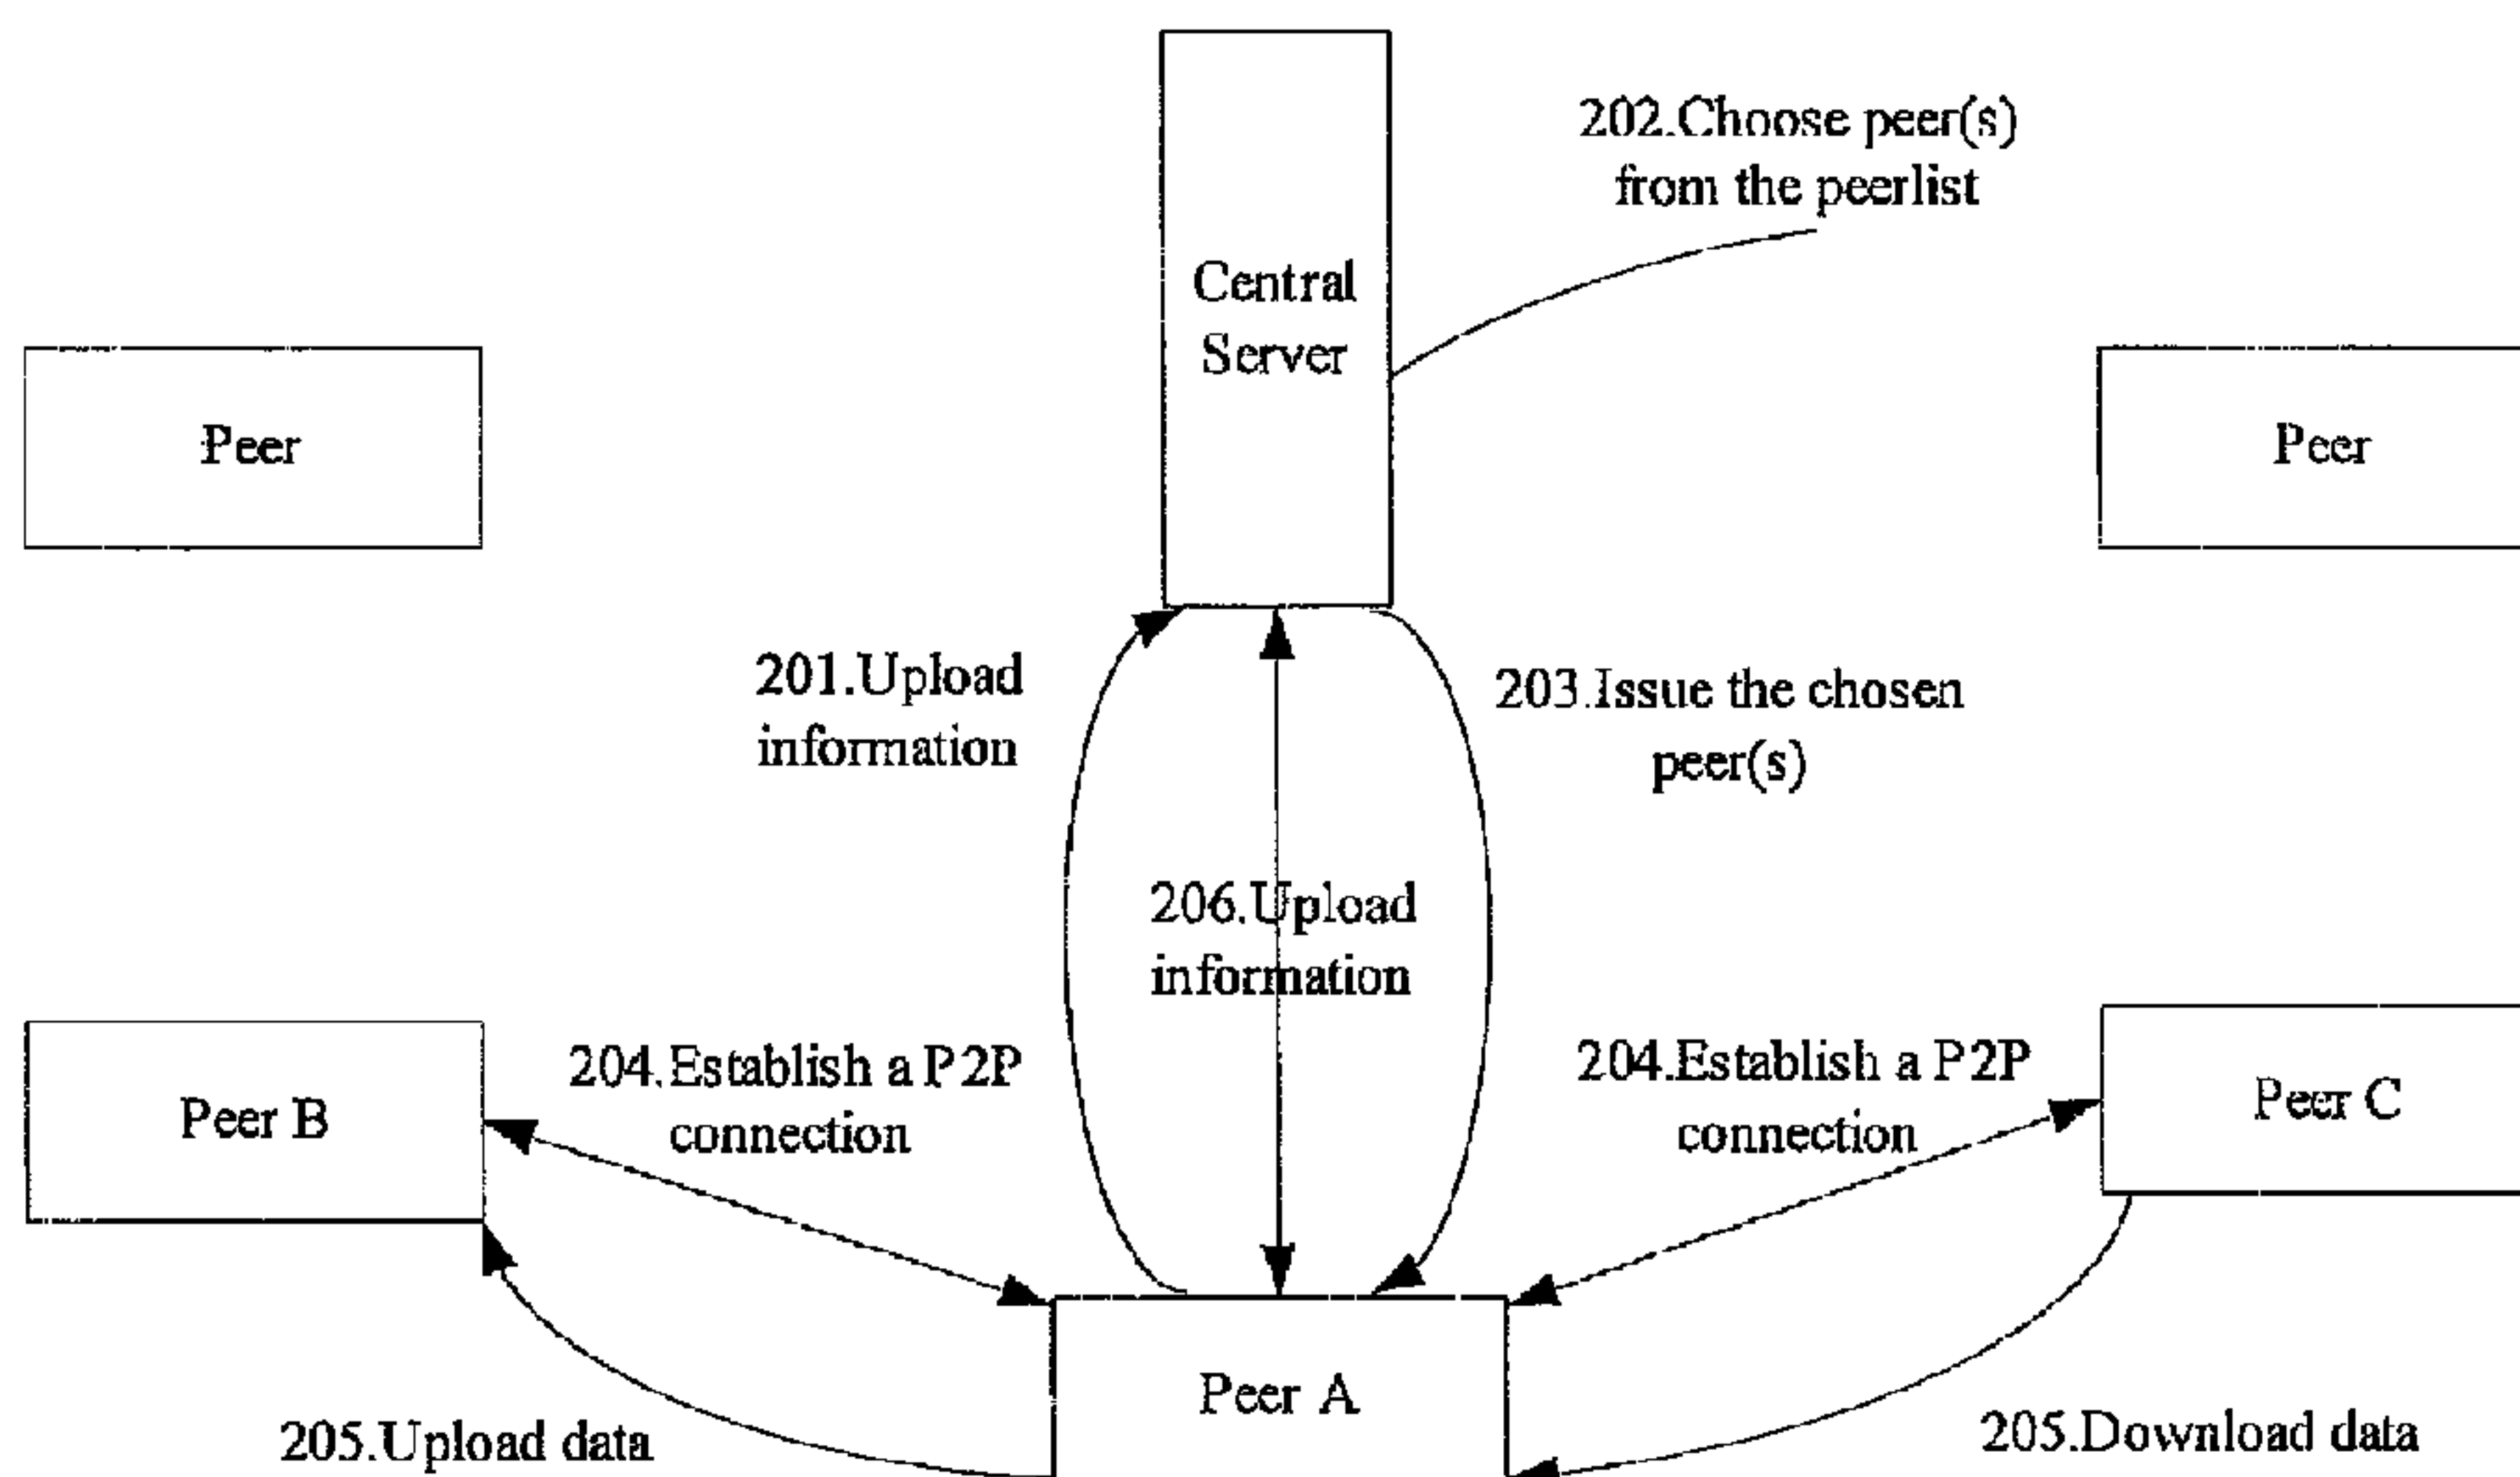 202.Choose peer(s)
from the peerlist
Central
Server
Peer
Peer
201.Upload
information
203.Issue the chosen
peer(s)
206.Upload
information
204.Establish a P2P
connection
204.Establish a P2P
connection
Peer B
Peer C
Peer A
205.Upload data
205.Download data